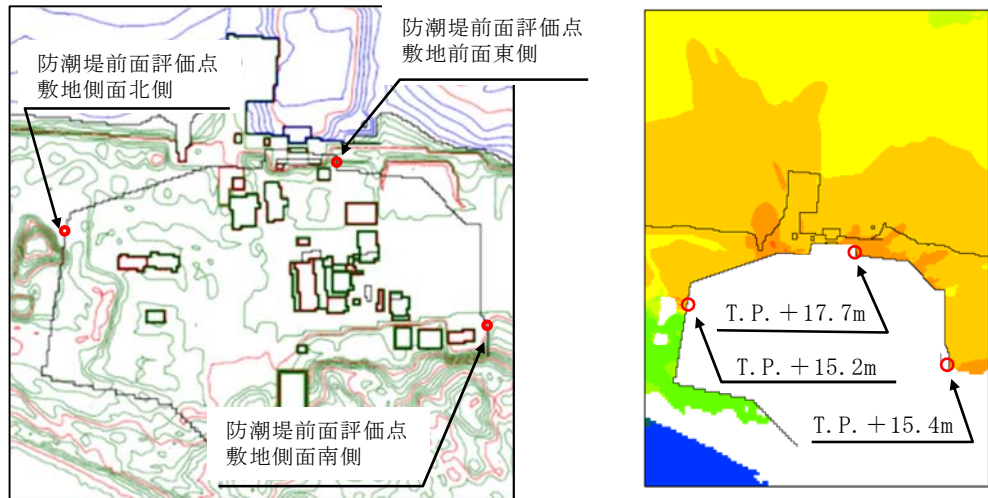 防潮堤前面評価点
敷地側面北側
防潮堤前面評価点
敷地前面東側
防潮堤前面評価点
敷地側面南側
T.P.+17.7m
T.P.+15.2m
T.P.+15.4m